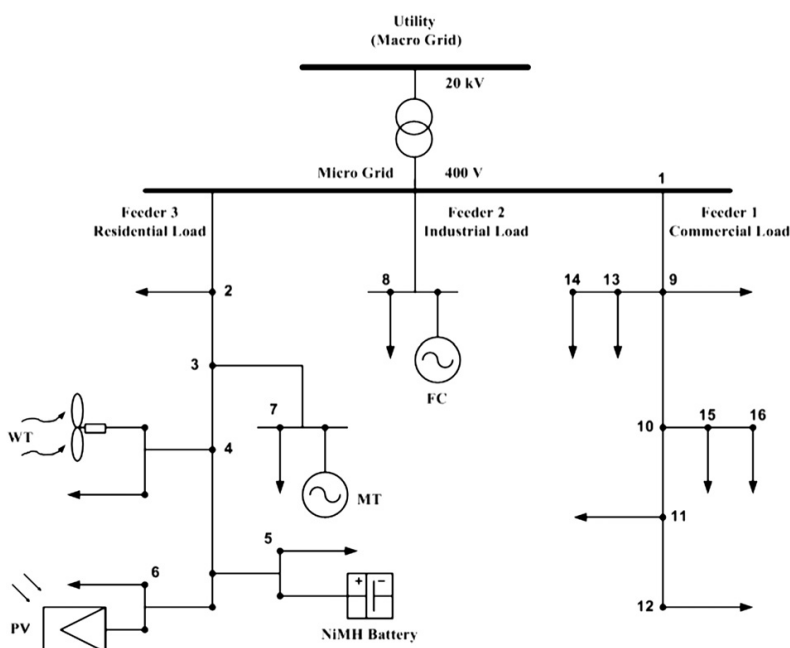 Utility
(Macro Grid)
20 kV
Micro Grid
400 V
1
Feeder 3
Residential Load
Feeder 2
Industrial Load
Feeder 1
Commercial Load
2
8
14
13
9
3
FC
7
WT
4
10
15
16
MT
11
5
6
+
−
PV
12
NiMH Battery